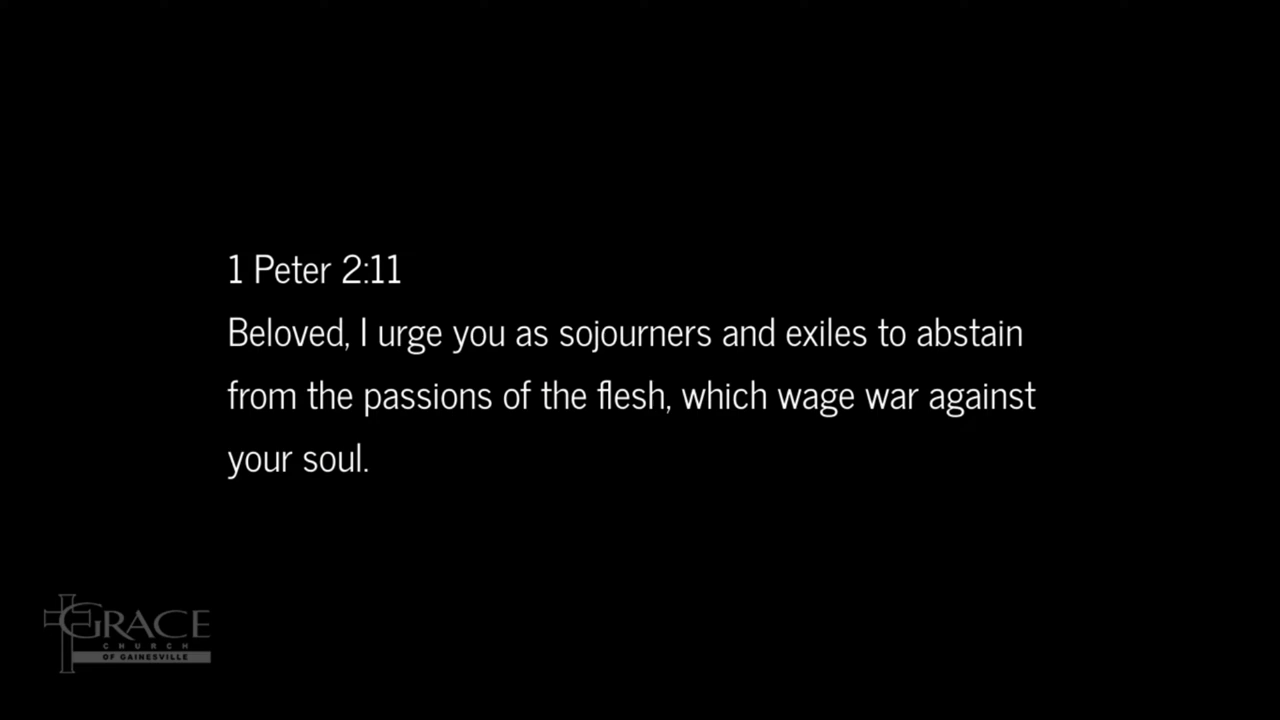 1 Peter 2:11
Beloved, I urge you as sojourners and exiles to abstain
from the passions of the flesh, which wage war against
your soul.
GRACE
CHURCH
OF GAINESVILLE